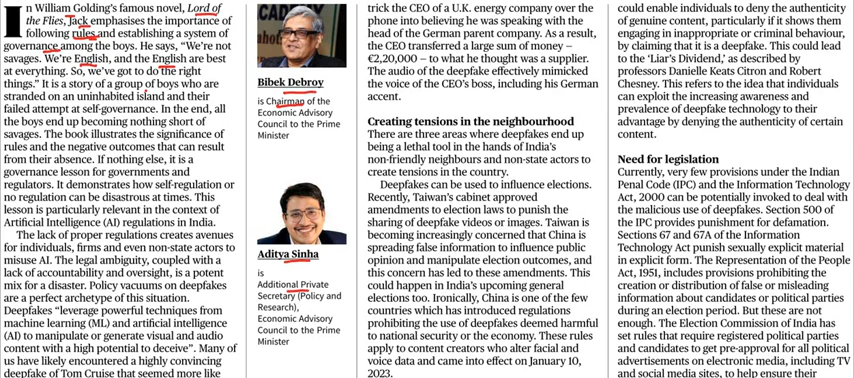 In William Golding's famous novel, Lord of
the Flies, Jack emphasises the importance of
following rules and establishing a system of
governance among the boys. He says, "We're not
savages. We're English, and the English are best
at everything. So, we've got to do the right
things." It is a story of a group of boys who are
stranded on an uninhabited island and their
failed attempt at self-governance. In the end, all
the boys end up becoming nothing short of
savages. The book illustrates the significance of
rules and the negative outcomes that can result
from their absence. If nothing else, it is a
governance lesson for governments and
regulators. It demonstrates how self-regulation or
no regulation can be disastrous at times. This
lesson is particularly relevant in the context of
Artificial Intelligence (AI) regulations in India.
The lack of proper regulations creates avenues
for individuals, firms and even non-state actors to
misuse AI. The legal ambiguity, coupled with a
lack of accountability and oversight, is a potent
mix for a disaster. Policy vacuums on deepfakes
are a perfect archetype of this situation.
Deepfakes "leverage powerful techniques from
machine learning (ML) and artificial intelligence
(AI) to manipulate or generate visual and audio
content with a high potential to deceive". Many of
us have likely encountered a highly convincing
deepfake of Tom Cruise that seemed more like
Bibek Debroy
is Chairman of the
Economic Advisory
Council to the Prime
Minister
Aditya Sinha
is
Additional Private
Secretary (Policy and
Research),
Economic Advisory
Council to the Prime
Minister
trick the CEO of a U.K. energy company over the
phone into believing he was speaking with the
head of the German parent company. As a result,
the CEO transferred a large sum of money –
€2,20,000 – to what he thought was a supplier.
The audio of the deepfake effectively mimicked
the voice of the CEO's boss, including his German
accent.
Creating tensions in the neighbourhood
There are three areas where deepfakes end up
being a lethal tool in the hands of India's
non-friendly neighbours and non-state actors to
create tensions in the country.
Deepfakes can be used to influence elections.
Recently, Taiwan's cabinet approved
amendments to election laws to punish the
sharing of deepfake videos or images. Taiwan is
becoming increasingly concerned that China is
spreading false information to influence public
opinion and manipulate election outcomes, and
this concern has led to these amendments. This
could happen in India's upcoming general
elections too. Ironically, China is one of the few
countries which has introduced regulations
prohibiting the use of deepfakes deemed harmful
to national security or the economy. These rules
apply to content creators who alter facial and
voice data and came into effect on January 10,
2023.
could enable individuals to deny the authenticity
of genuine content, particularly if it shows them
engaging in inappropriate or criminal behaviour,
by claiming that it is a deepfake. This could lead
to the 'Liar's Dividend,' as described by
professors Danielle Keats Citron and Robert
Chesney. This refers to the idea that individuals
can exploit the increasing awareness and
prevalence of deepfake technology to their
advantage by denying the authenticity of certain
content.
Need for legislation
Currently, very few provisions under the Indian
Penal Code (IPC) and the Information Technology
Act, 2000 can be potentially invoked to deal with
the malicious use of deepfakes. Section 500 of
the IPC provides punishment for defamation.
Sections 67 and 67A of the Information
Technology Act punish sexually explicit material
in explicit form. The Representation of the People
Act, 1951, includes provisions prohibiting the
creation or distribution of false or misleading
information about candidates or political parties
during an election period. But these are not
enough. The Election Commission of India has
set rules that require registered political parties
and candidates to get pre-approval for all political
advertisements on electronic media, including TV
and social media sites, to help ensure their